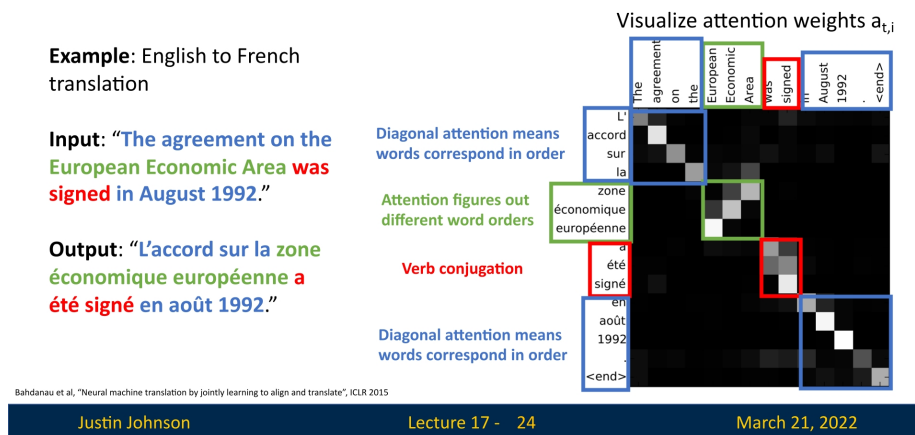 Visualize attention weights a_{t,i}
Example: English to French
translation
Input: “The agreement on the
European Economic Area was
signed in August 1992.”
Output: “L’accord sur la zone
économique européenne a
été signé en août 1992.”
Diagonal attention means
words correspond in order
Attention figures out
different word orders
Verb conjugation
Diagonal attention means
words correspond in order
The
agreement
on
the
European
Economic
Area
was
signed
in
August
1992
.
<end>
L'
accord
sur
la
zone
économique
européenne
a
été
signé
en
août
1992
.
<end>
Bahdanau et al, “Neural machine translation by jointly learning to align and translate”, ICLR 2015
Justin Johnson
Lecture 17 - 24
March 21, 2022